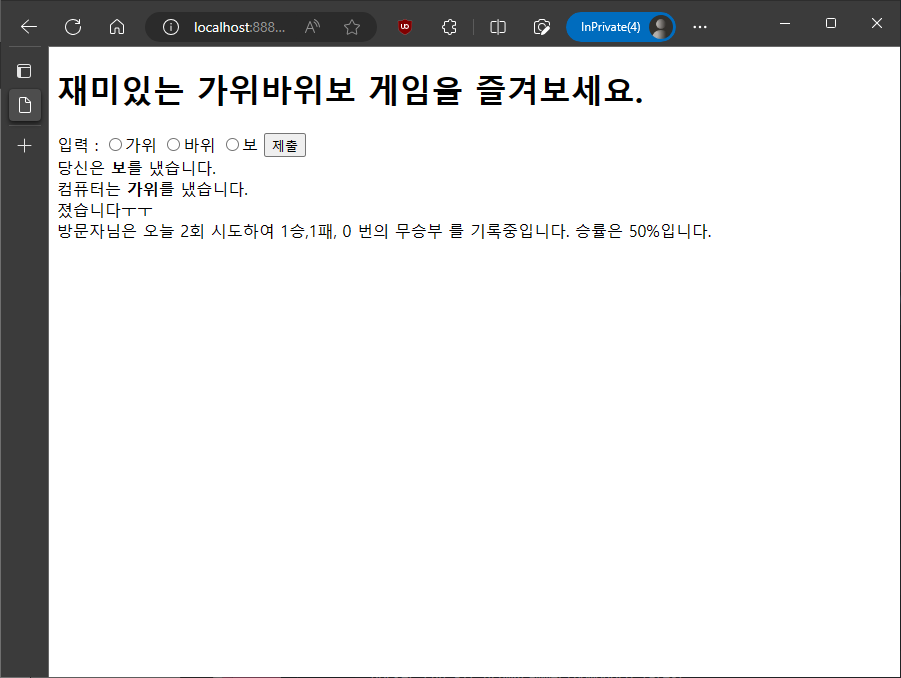 localhost:888...
InPrivate(4)
재미있는 가위바위보 게임을 즐겨보세요.
입력 : 가위 바위 보 제출
당신은 보를 냈습니다.
컴퓨터는 가위를 냈습니다.
졌습니다ㅜㅜ
방문자님은 오늘 2회 시도하여 1승,1패, 0 번의 무승부 를 기록중입니다. 승률은 50%입니다.